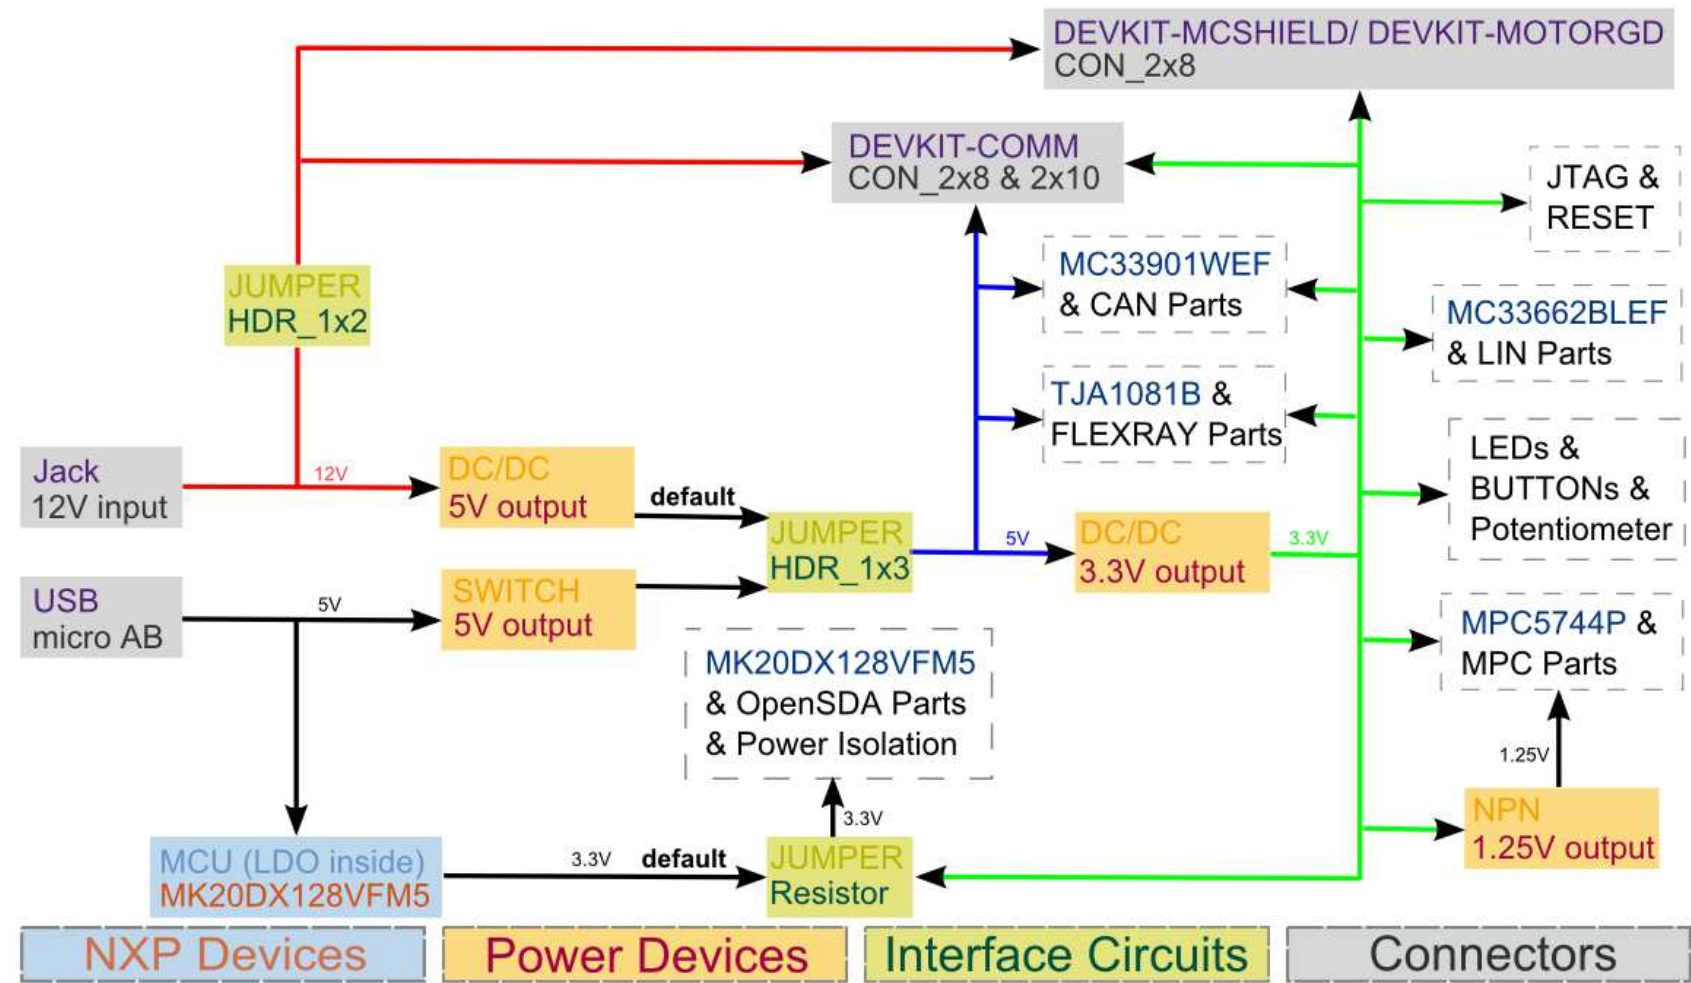 DEVKIT-MCSHIELD/ DEVKIT-MOTORGD
CON_2x8
DEVKIT-COMM
CON_2x8 & 2x10
JTAG &
RESET
MC33901WEF
& CAN Parts
JUMPER
HDR_1x2
MC33662BLEF
& LIN Parts
TJA1081B &
FLEXRAY Parts
Jack
12V input
12V
DC/DC
5V output
default
LEDs &
BUTTONs &
Potentiometer
JUMPER
HDR_1x3
5V
DC/DC
3.3V output
3.3V
USB
micro AB
5V
SWITCH
5V output
MPC5744P &
MPC Parts
MK20DX128VFM5
& OpenSDA Parts
& Power Isolation
1.25V
NPN
1.25V output
3.3V
MCU (LDO inside)
MK20DX128VFM5
3.3V
default
JUMPER
Resistor
NXP Devices
Power Devices
Interface Circuits
Connectors